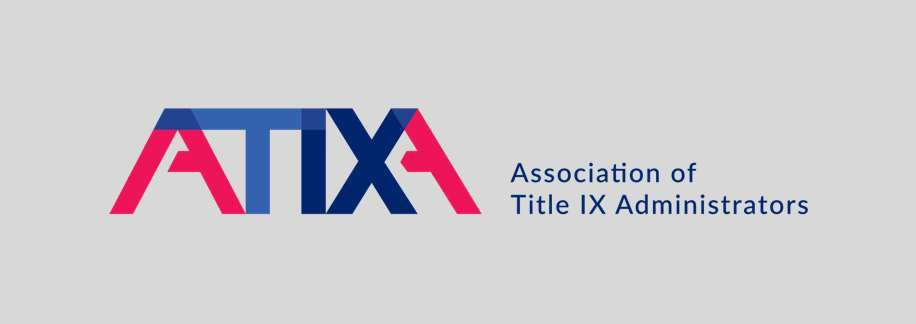 ATIXA
Association of
Title IX Administrators